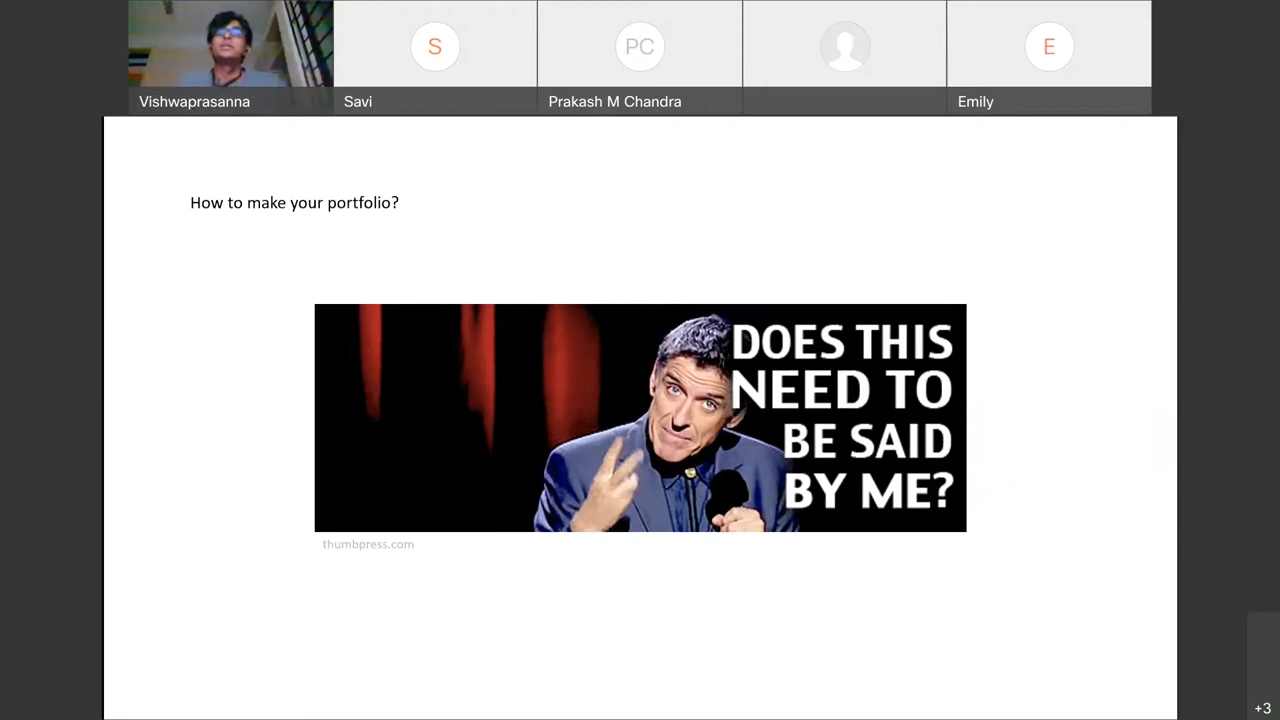 S
PC
E
Vishwaprasanna
Savi
Prakash M Chandra
Emily
How to make your portfolio?
DOES THIS
NEED TO
BE SAID
BY ME?
thumbpress.com
+3